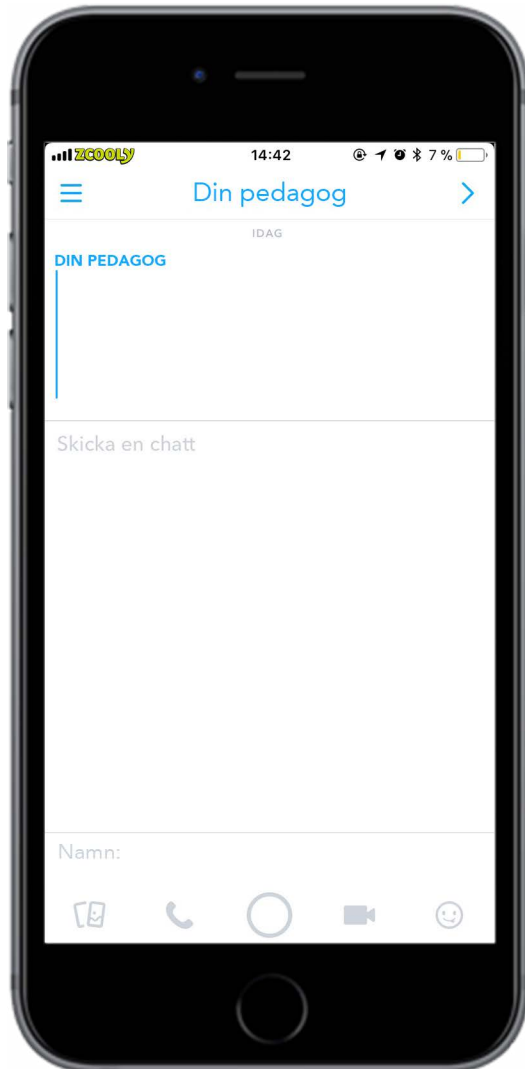 ZCOOLY 14:42 7 %
Din pedagog
IDAG
DIN PEDAGOG
Skicka en chatt
Namn: